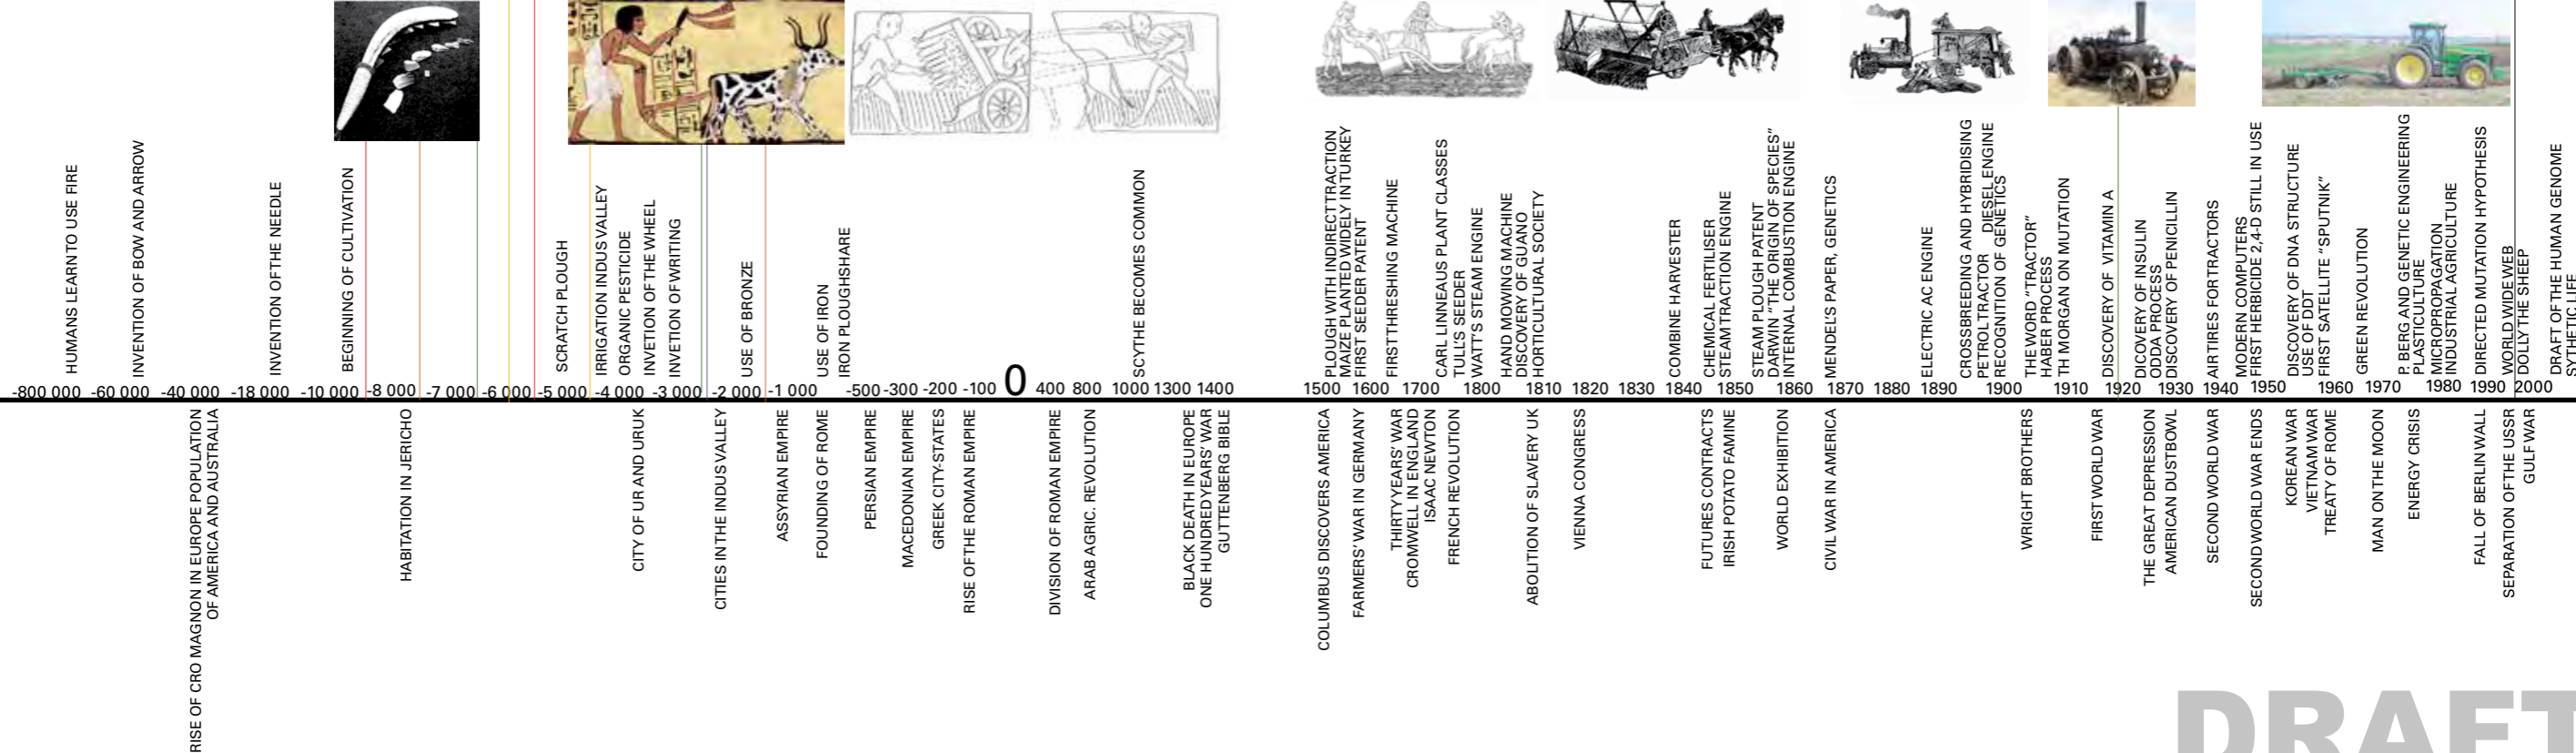 HUMANS LEARN TO USE FIRE
INVENTION OF BOW AND ARROW
INVENTION OF THE NEEDLE
BEGINNING OF CULTIVATION
SCRATCH PLOUGH
IRRIGATION INDUS VALLEY
ORGANIC PESTICIDE
INVETION OF THE WHEEL
INVETION OF WRITING
USE OF BRONZE
USE OF IRON
IRON PLOUGHSHARE
SCYTHE BECOMES COMMON
PLOUGH WITH INDIRECT TRACTION
MAIZE PLANTED WIDELY IN TURKEY
FIRST SEEDER PATENT
FIRST THRESHING MACHINE
CARL LINNEAUS PLANT CLASSES
TULL'S SEEDER
WATT'S STEAM ENGINE
HAND MOWING MACHINE
DISCOVERY OF GUANO
HORTICULTURAL SOCIETY
COMBINE HARVESTER
CHEMICAL FERTILISER
STEAM TRACTION ENGINE
STEAM PLOUGH PATENT
DARWIN “THE ORIGIN OF SPECIES”
INTERNAL COMBUSTION ENGINE
MENDEL'S PAPER, GENETICS
ELECTRIC AC ENGINE
CROSSBREEDING AND HYBRIDISING
PETROL TRACTOR DIESEL ENGINE
RECOGNITION OF GENETICS
THE WORD “TRACTOR”
HABER PROCESS
TH MORGAN ON MUTATION
DISCOVERY OF VITAMIN A
DICOVERY OF INSULIN
ODDA PROCESS
DISCOVERY OF PENICILLIN
AIR TIRES FOR TRACTORS
MODERN COMPUTERS
FIRST HERBICIDE 2,4-D STILL IN USE
DISCOVERY OF DNA STRUCTURE
USE OF DDT
FIRST SATELLITE “SPUTNIK”
GREEN REVOLUTION
P. BERG AND GENETIC ENGINEERING
PLASTICULTURE
MICROPROPAGATION
INDUSTRIAL AGRICULTURE
DIRECTED MUTATION HYPOTHESIS
WORLD WIDE WEB
DOLLY THE SHEEP
DRAFT OF THE HUMAN GENOME
SYTHETIC LIFE
-800 000 -60 000 -40 000 -18 000 -10 000 -8 000 -7 000 -6 000 -5 000 -4 000 -3 000 -2 000 -1 000 -500 -300 -200 -100 0 400 800 1000 1300 1400 1500 1600 1700 1800 1810 1820 1830 1840 1850 1860 1870 1880 1890 1900 1910 1920 1930 1940 1950 1960 1970 1980 1990 2000
RISE OF CRO MAGNON IN EUROPE POPULATION
OF AMERICA AND AUSTRALIA
HABITATION IN JERICHO
CITY OF UR AND URUK
CITIES IN THE INDUS VALLEY
ASSYRIAN EMPIRE
FOUNDING OF ROME
PERSIAN EMPIRE
MACEDONIAN EMPIRE
GREEK CITY-STATES
RISE OF THE ROMAN EMPIRE
DIVISION OF ROMAN EMPIRE
ARAB AGRIC. REVOLUTION
BLACK DEATH IN EUROPE
ONE HUNDRED YEARS' WAR
GUTTENBERG BIBLE
COLUMBUS DISCOVERS AMERICA
FARMERS' WAR IN GERMANY
THIRTY YEARS' WAR
CROMWELL IN ENGLAND
ISAAC NEWTON
FRENCH REVOLUTION
ABOLITION OF SLAVERY UK
VIENNA CONGRESS
FUTURES CONTRACTS
IRISH POTATO FAMINE
WORLD EXHIBITION
CIVIL WAR IN AMERICA
WRIGHT BROTHERS
FIRST WORLD WAR
THE GREAT DEPRESSION
AMERICAN DUSTBOWL
SECOND WORLD WAR
SECOND WORLD WAR ENDS
KOREAN WAR
VIETNAM WAR
TREATY OF ROME
MAN ON THE MOON
ENERGY CRISIS
FALL OF BERLIN WALL
SEPARATION OF THE USSR
GULF WAR
DRAFT